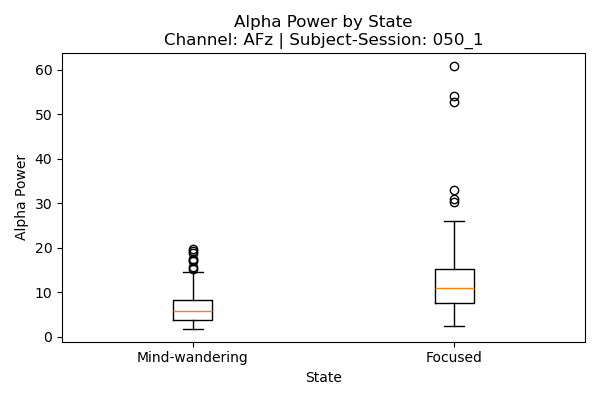 Alpha Power by State
Channel: AFz | Subject-Session: 050_1
Alpha Power
60
50
40
30
20
10
0
Mind-wandering
Focused
State